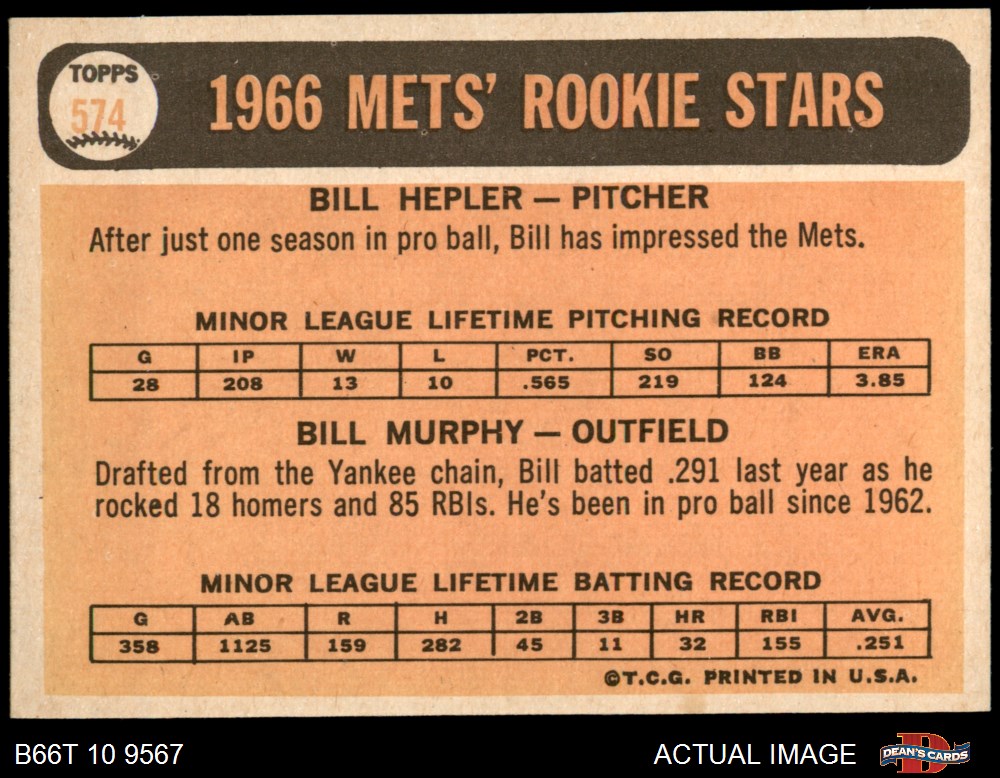 TOPPS
574
1966 METS' ROOKIE STARS
BILL HEPLER — PITCHER
After just one season in pro ball, Bill has impressed the Mets.
MINOR LEAGUE LIFETIME PITCHING RECORD
G IP W L PCT. SO BB ERA
28 208 13 10 .565 219 124 3.85
BILL MURPHY — OUTFIELD
Drafted from the Yankee chain, Bill batted .291 last year as he
rocked 18 homers and 85 RBIs. He's been in pro ball since 1962.
MINOR LEAGUE LIFETIME BATTING RECORD
G AB R H 2B 3B HR RBI AVG.
358 1125 159 282 45 11 32 155 .251
©T.C.G. PRINTED IN U.S.A.
B66T 10 9567
ACTUAL IMAGE
DEAN'S CARDS